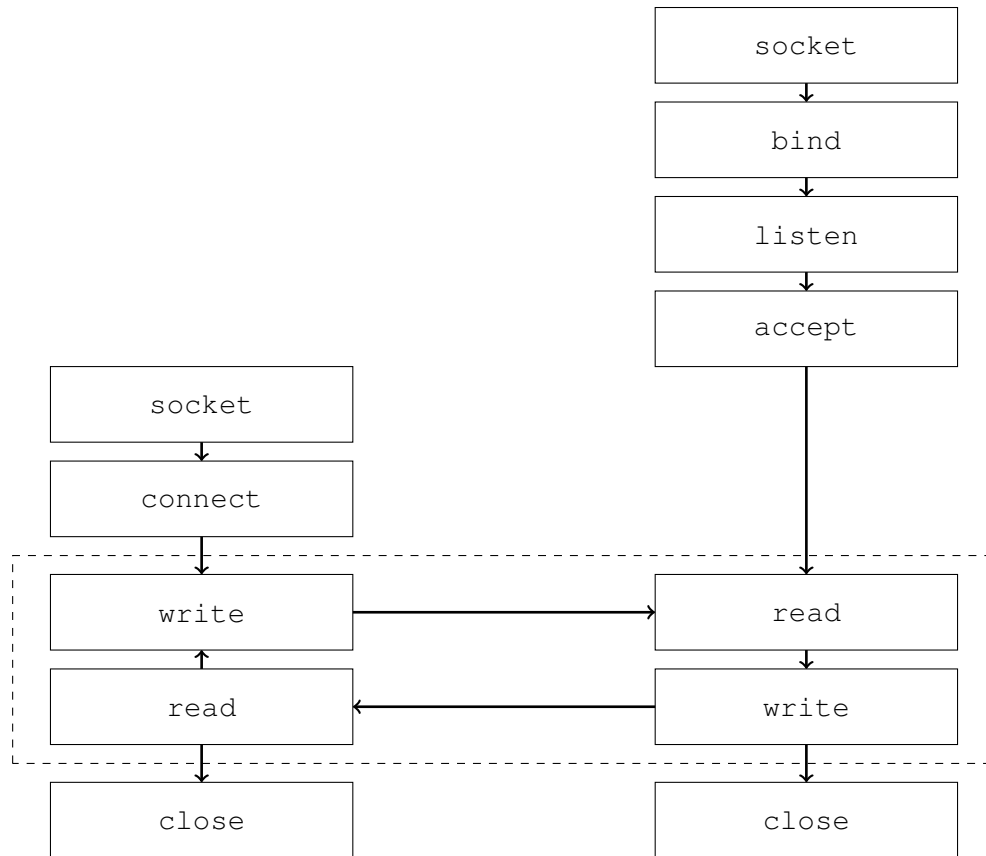 socket
bind
listen
accept
socket
connect
write
read
read
write
close
close